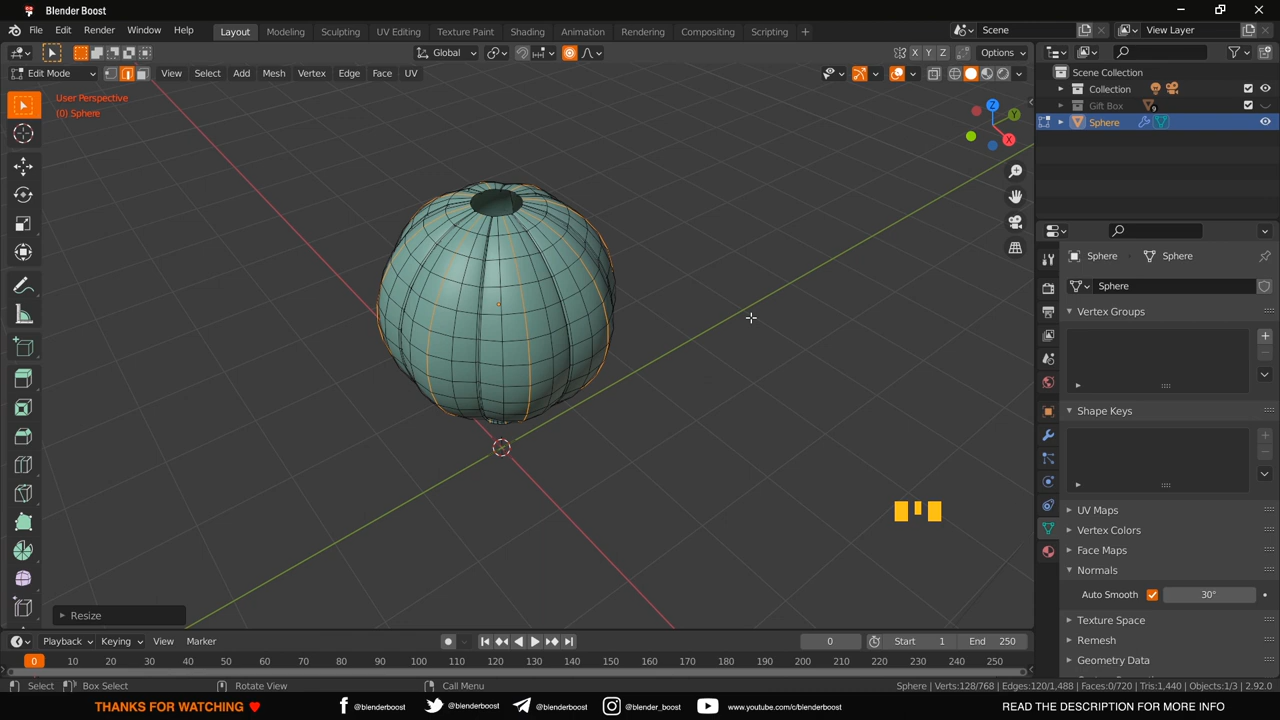 Blender Boost
File Edit Render Window Help Layout Modeling Sculpting UV Editing Texture Paint Shading Animation Rendering Compositing Scripting + Scene View Layer
Global Options
Edit Mode View Select Add Mesh Vertex Edge Face UV
X Y Z
User Perspective
(0) Sphere
Z
Y
X
Scene Collection
Collection
Gift Box 9
Sphere
Sphere Sphere
Sphere
Vertex Groups
Shape Keys
UV Maps
Vertex Colors
Face Maps
Normals
Auto Smooth 30°
Texture Space
Remesh
Geometry Data
Resize
Playback Keying View Marker 0 Start 1 End 250
0 10 20 30 40 50 60 70 80 90 100 110 120 130 140 150 160 170 180 190 200 210 220 230 240 250
Select Box Select Rotate View Call Menu Sphere | Verts:128/768 | Edges:120/1,488 | Faces:0/720 | Tris:1,440 | Objects:1/3 | 2.92.0
THANKS FOR WATCHING ❤ @blenderboost @blenderboost @blenderboost @blender_boost www.youtube.com/c/blenderboost READ THE DESCRIPTION FOR MORE INFO